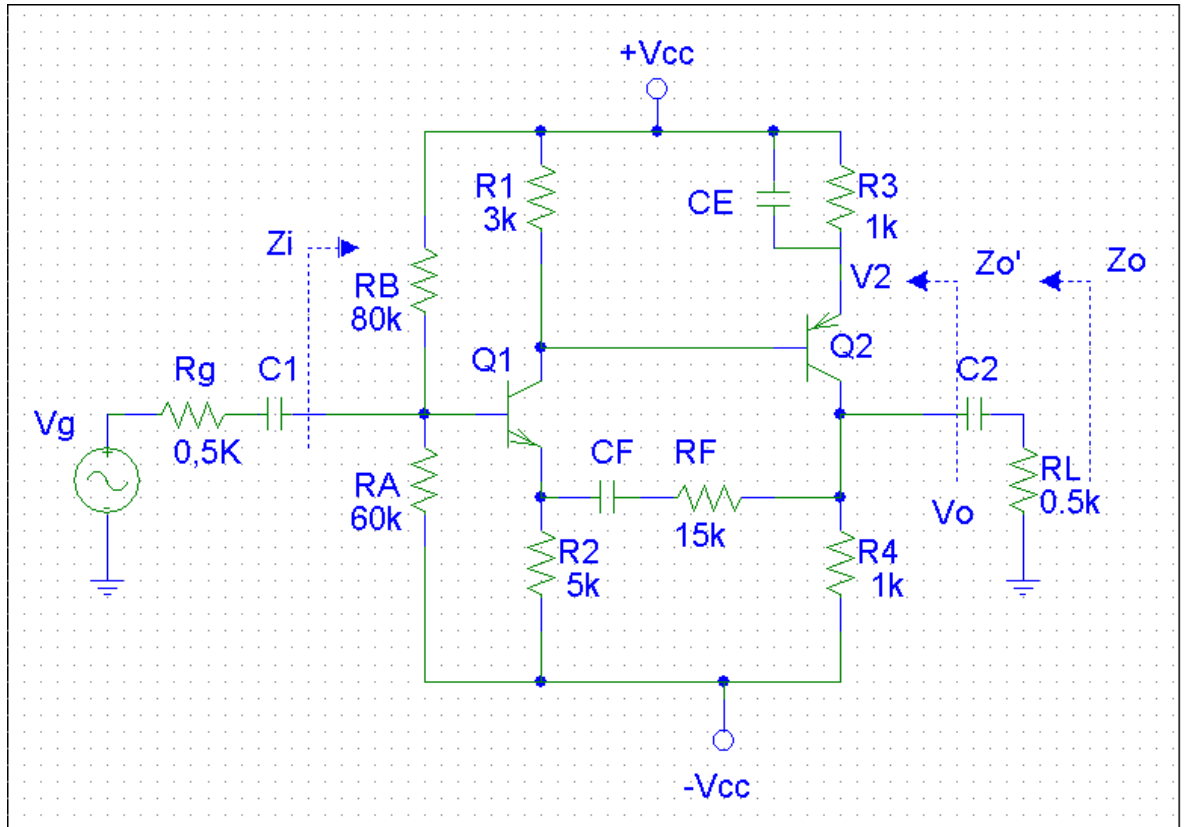 +Vcc
R1
3k
CE
R3
1k
Zi
RB
80k
V2
Zo'
Zo
Q1
Q2
Rg
C1
C2
Vg
0,5K
RA
60k
CF
RF
15k
RL
0.5k
Vo
R2
5k
R4
1k
-Vcc